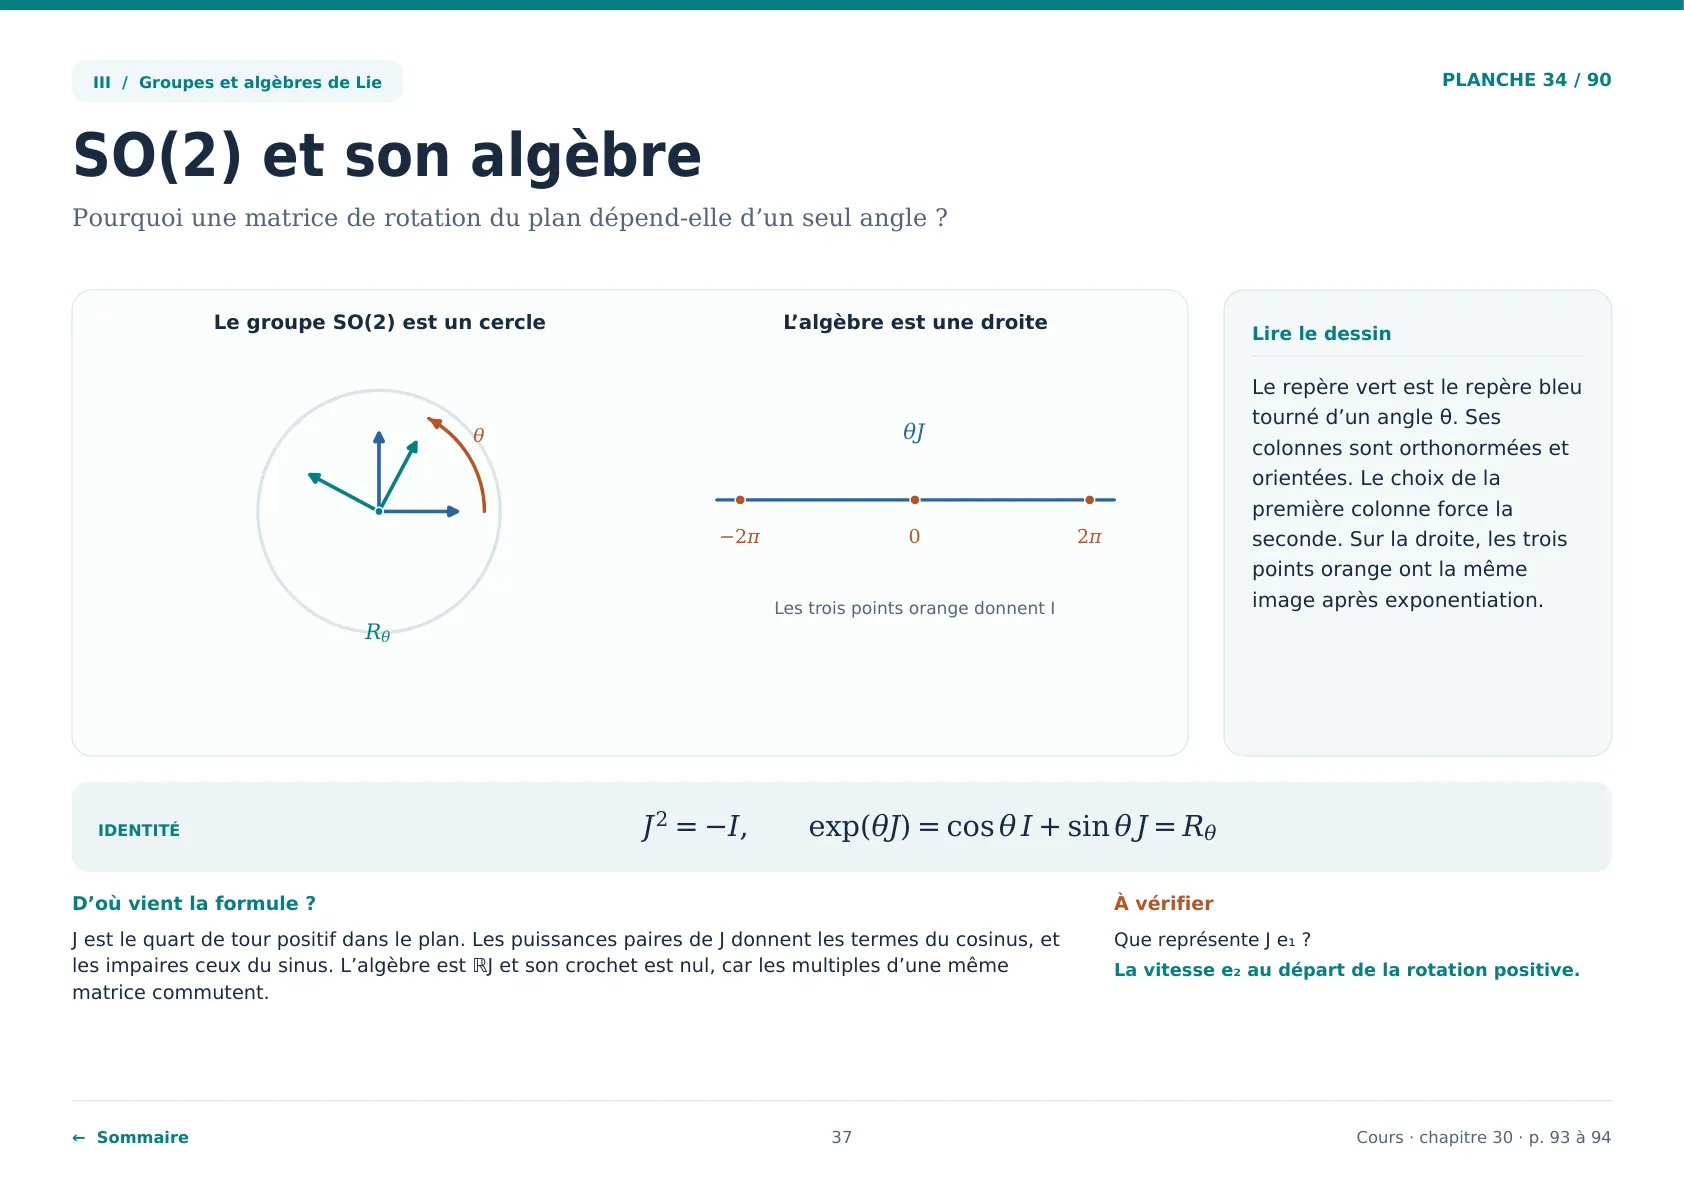 III / Groupes et algèbres de Lie
PLANCHE 34 / 90
SO(2) et son algèbre
Pourquoi une matrice de rotation du plan dépend-elle d’un seul angle ?
Le groupe SO(2) est un cercle
θ
R_θ
L’algèbre est une droite
θJ
−2π 0 2π
Les trois points orange donnent I
Lire le dessin
Le repère vert est le repère bleu
tourné d’un angle θ. Ses
colonnes sont orthonormées et
orientées. Le choix de la
première colonne force la
seconde. Sur la droite, les trois
points orange ont la même
image après exponentiation.
IDENTITÉ
J² = −I, exp(θJ) = cos θ I + sin θ J = R_θ
D’où vient la formule ?
J est le quart de tour positif dans le plan. Les puissances paires de J donnent les termes du cosinus, et
les impaires ceux du sinus. L’algèbre est ℝJ et son crochet est nul, car les multiples d’une même
matrice commutent.
À vérifier
Que représente J e₁ ?
La vitesse e₂ au départ de la rotation positive.
← Sommaire
37
Cours · chapitre 30 · p. 93 à 94